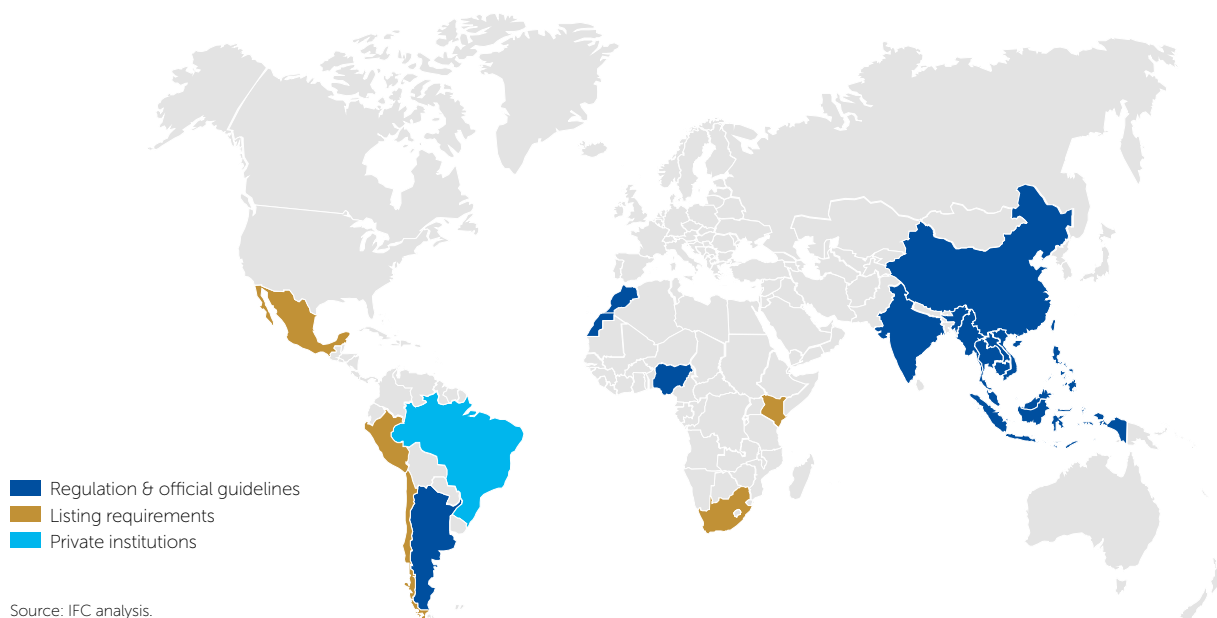 Regulation & official guidelines
Listing requirements
Private institutions
Source: IFC analysis.